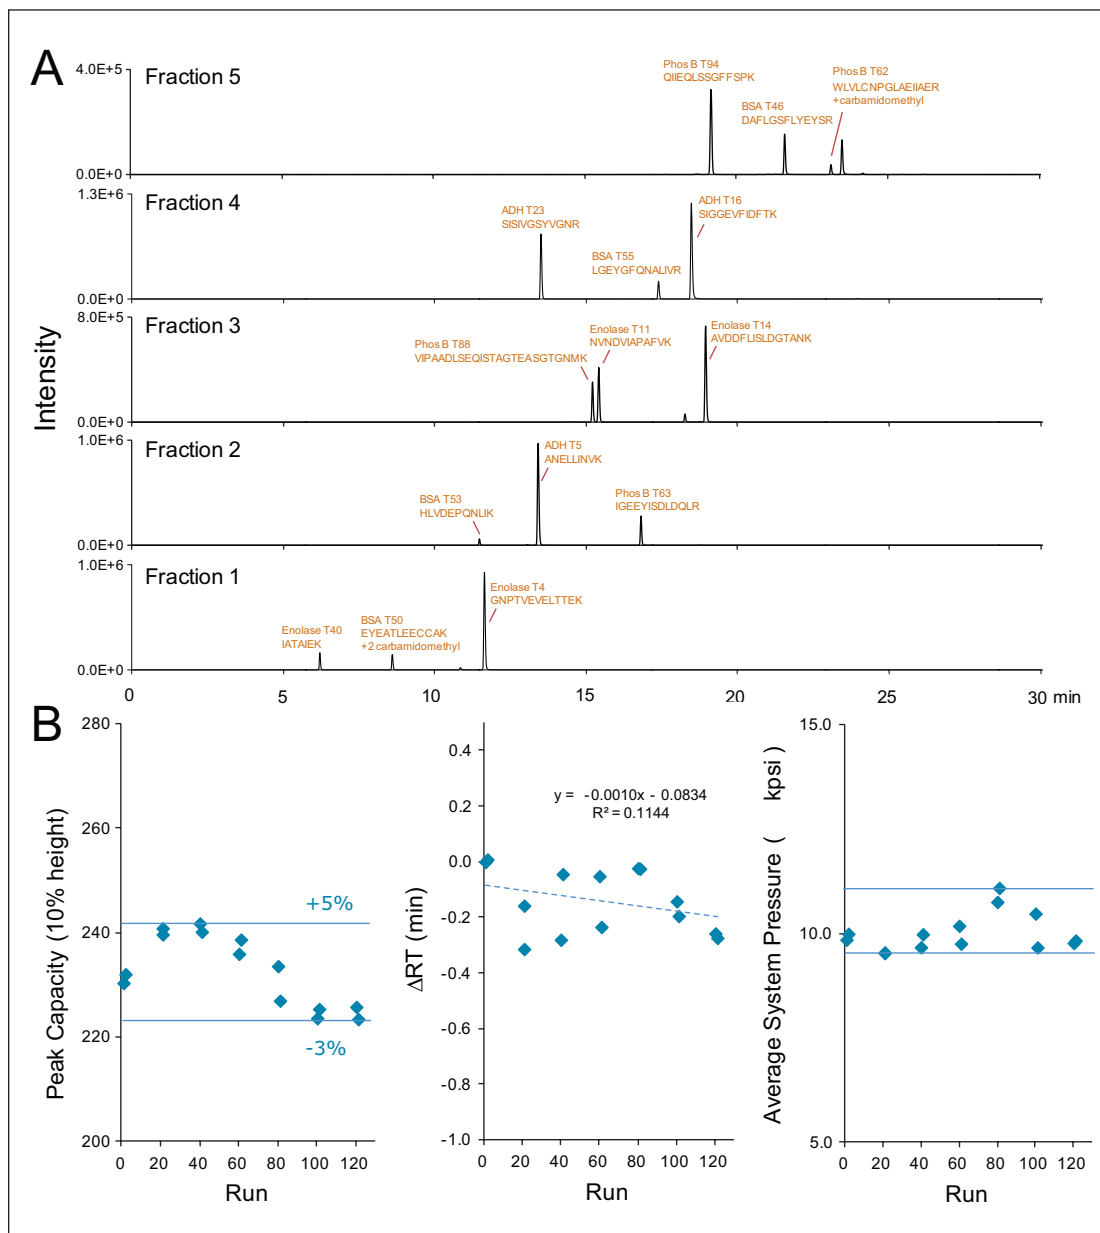 A
Fraction 5
4.0E+5
0.0E+0
Phos B T94
QIIEQLSSGFFSPK
BSA T46
DAFLGSFLYEYSR
Phos B T62
WLVLCNPGLAEIIAER
+carbamidomethyl
Fraction 4
1.3E+6
0.0E+0
ADH T23
SISIVGSYVGNR
BSA T55
LGEYGFQNALIVR
ADH T16
SIGGEVFIDFTK
Intensity
Fraction 3
8.0E+5
0.0E+0
Phos B T88
VIPAADLSEQISTAGTEASGTGNMK
Enolase T11
NVNDVIAPAFVK
Enolase T14
AVDDFLISLDGTANK
Fraction 2
1.0E+6
0.0E+0
BSA T53
HLVDEPQNLIK
ADH T5
ANELLINVK
Phos B T63
IGEEYISDLDQLR
Fraction 1
1.0E+6
0.0E+0
Enolase T40
IATAIEK
BSA T50
EYEATLEECCAK
+2 carbamidomethyl
Enolase T4
GNPTVEVELTTEK
0 5 10 15 20 25 30 min
B
Peak Capacity (10% height)
280
260
240
220
200
+5%
-3%
0 20 40 60 80 100 120
Run
ΔRT (min)
0.4
0.2
0.0
-0.2
-0.4
-0.6
-0.8
-1.0
y = -0.0010x - 0.0834
R² = 0.1144
0 20 40 60 80 100 120
Run
Average System Pressure ( kpsi )
15.0
10.0
5.0
0 20 40 60 80 100 120
Run